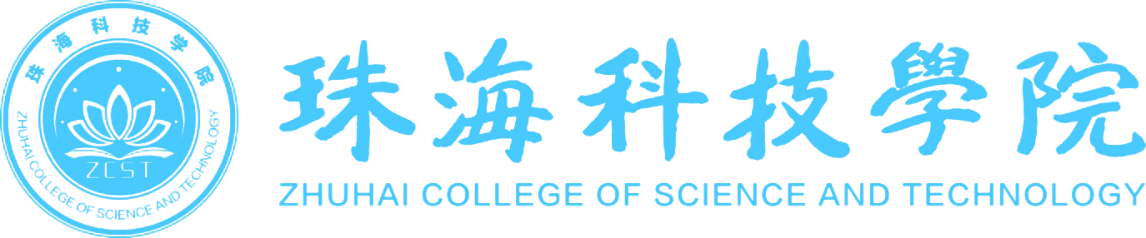 珠海科技学院
ZCST
ZHUHAI COLLEGE OF SCIENCE AND TECHNOLOGY
珠海科技學院
ZHUHAI COLLEGE OF SCIENCE AND TECHNOLOGY